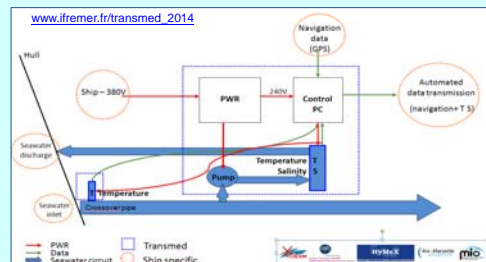 www.ifremer.fr/transmed_2014
Hull
Navigation
data
(GPS)
Ship – 380V
PWR
240V
Control
PC
Automated
data transmission
(navigation+ T S)
Seawater
discharge
Temperature
Salinity
T
S
Pump
T
Temperature
Seawater
inlet
Crossoverpipe
PWR
Data
Seawater circuit
Transmed
Ship specific
HyMeX
mio